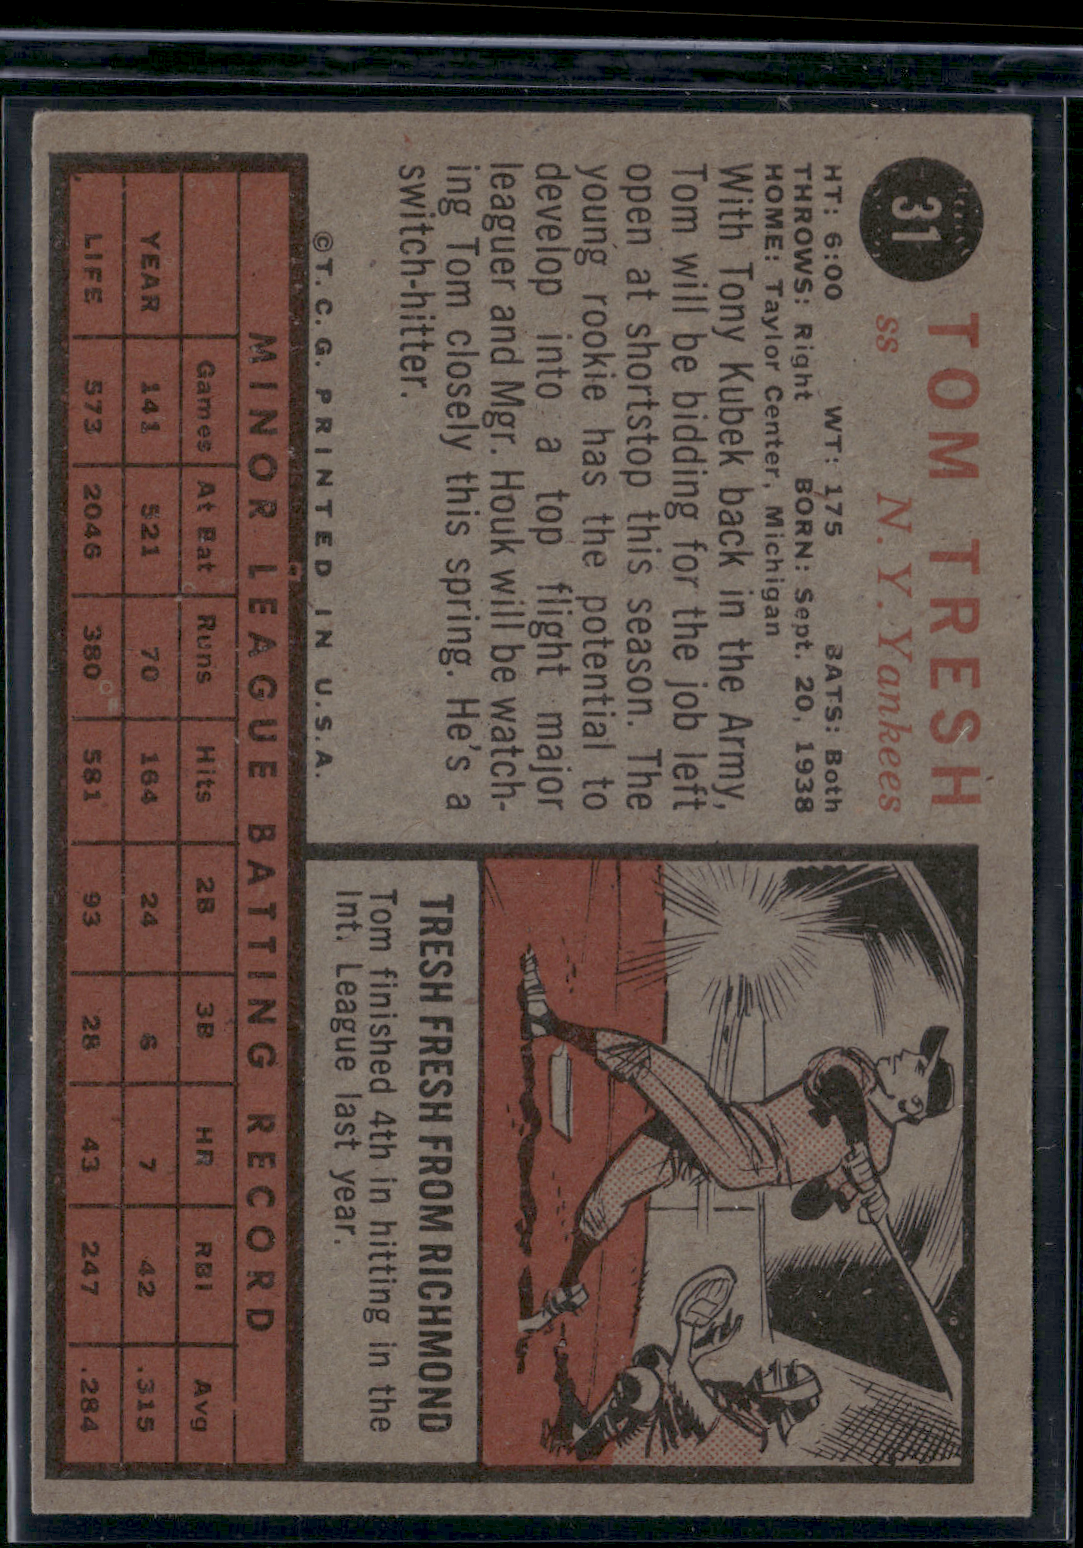 31
TOM TRESH
ss N. Y. Yankees
HT: 6:00 WT: 175 BATS: Both
THROWS: Right BORN: Sept. 20, 1938
HOME: Taylor Center, Michigan
With Tony Kubek back in the Army,
Tom will be bidding for the job left
open at shortstop this season. The
young rookie has the potential to
develop into a top flight major
leaguer and Mgr. Houk will be watch-
ing Tom closely this spring. He's a
switch-hitter.
©T.C.G. PRINTED IN U.S.A.
TRESH FRESH FROM RICHMOND
Tom finished 4th in hitting in the
Int. League last year.
MINOR LEAGUE BATTING RECORD
Games At Bat Runs Hits 2B 3B HR RBI Avg
YEAR 141 521 70 164 24 6 7 42 .315
LIFE 573 2046 380 581 93 28 43 247 .284